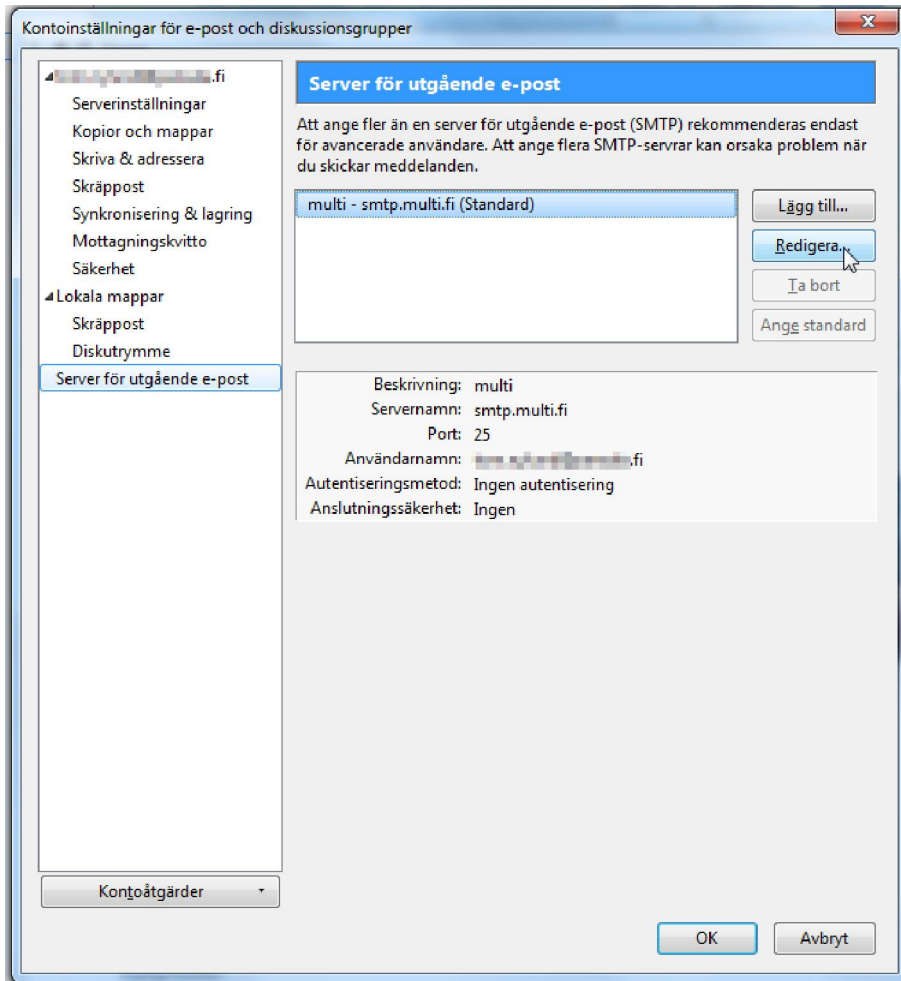 Kontoinställningar för e-post och diskussionsgrupper
.fi
Serverinställningar
Kopior och mappar
Skriva & adressera
Skräppost
Synkronisering & lagring
Mottagningskvitto
Säkerhet
Lokala mappar
Skräppost
Diskutrymme
Server för utgående e-post
Kontoåtgärder
Server för utgående e-post
Att ange fler än en server för utgående e-post (SMTP) rekommenderas endast
för avancerade användare. Att ange flera SMTP-servrar kan orsaka problem när
du skickar meddelanden.
multi - smtp.multi.fi (Standard)
Lägg till...
Redigera...
Ta bort
Ange standard
Beskrivning: multi
Servernamn: smtp.multi.fi
Port: 25
Användarnamn: .fi
Autentiseringsmetod: Ingen autentisering
Anslutningssäkerhet: Ingen
OK
Avbryt